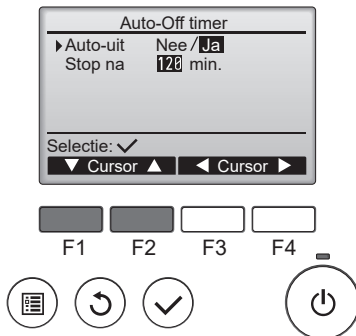 Auto-Off timer
Auto-uit Nee/Ja
Stop na 120 min.
Selectie:
Cursor Cursor
F1 F2 F3 F4